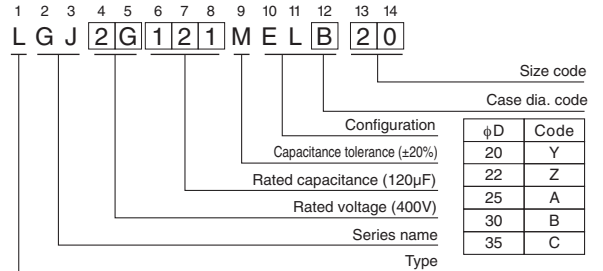 1 2 3 4 5 6 7 8 9 10 11 12 13 14
L G J 2 G 1 2 1 M E L B 2 0
Size code
Case dia. code
Configuration
Capacitance tolerance (±20%)
Rated capacitance (120µF)
Rated voltage (400V)
Series name
Type
φD Code
20 Y
22 Z
25 A
30 B
35 C